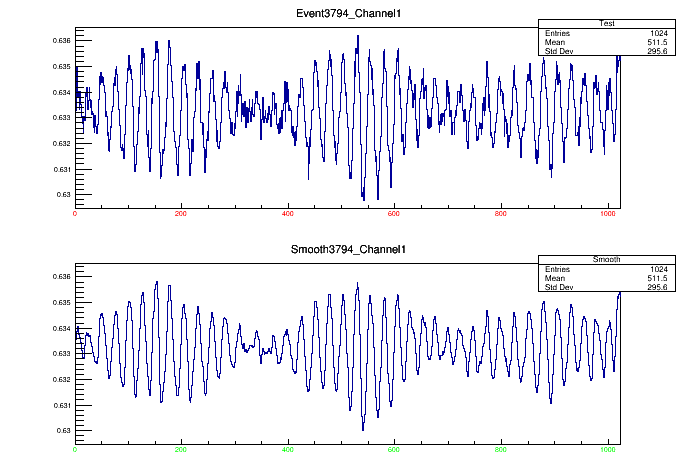 Event3794_Channel1
Test
Entries 1024
Mean 511.5
Std Dev 295.6
0.636
0.635
0.634
0.633
0.632
0.631
0.63
0 200 400 600 800 1000
Smooth3794_Channel1
Smooth
Entries 1024
Mean 511.5
Std Dev 295.6
0.636
0.635
0.634
0.633
0.632
0.631
0.63
0 200 400 600 800 1000